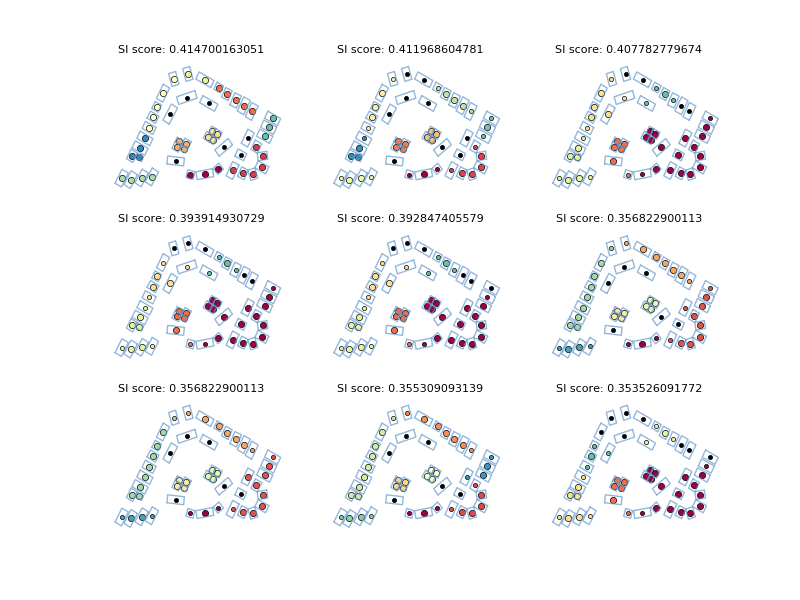 SI score: 0.414700163051
SI score: 0.411968604781
SI score: 0.407782779674
SI score: 0.393914930729
SI score: 0.392847405579
SI score: 0.356822900113
SI score: 0.356822900113
SI score: 0.355309093139
SI score: 0.353526091772